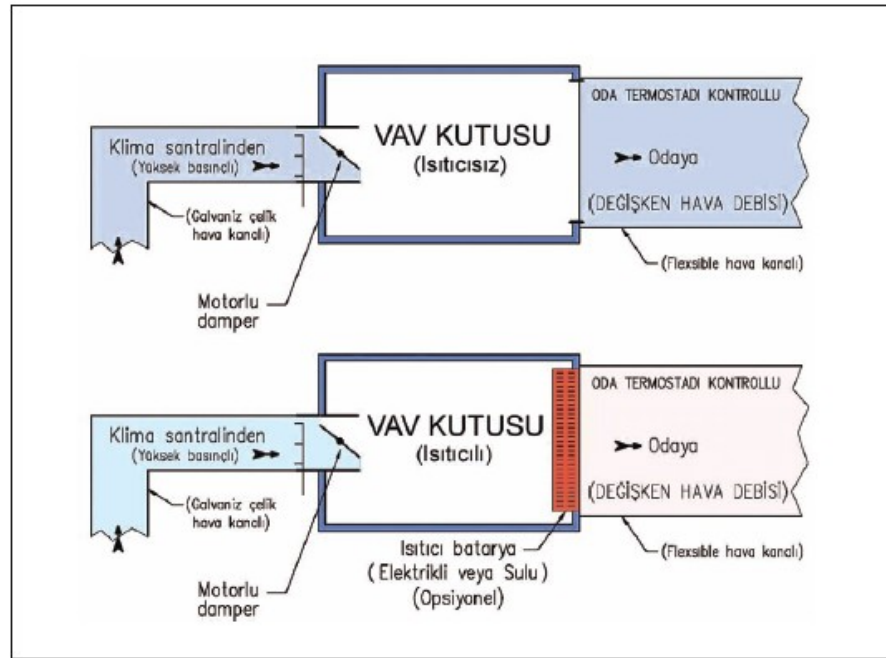 ODA TERMOSTADI KONTROLLU
Klima santralinden
(Yüksek basınçlı)
VAV KUTUSU
(Isıtıcısız)
Odaya
(DEĞİŞKEN HAVA DEBİSİ)
(Galvaniz çelik
hava kanalı)
(Flexsible hava kanalı)
Motorlu
damper
ODA TERMOSTADI KONTROLLU
Klima santralinden
(Yüksek basınçlı)
VAV KUTUSU
(Isıtıcılı)
Odaya
(DEĞİŞKEN HAVA DEBİSİ)
(Galvaniz çelik
hava kanalı)
Isıtıcı batarya
(Elektrikli veya Sulu)
(Opsiyonel)
(Flexsible hava kanalı)
Motorlu
damper